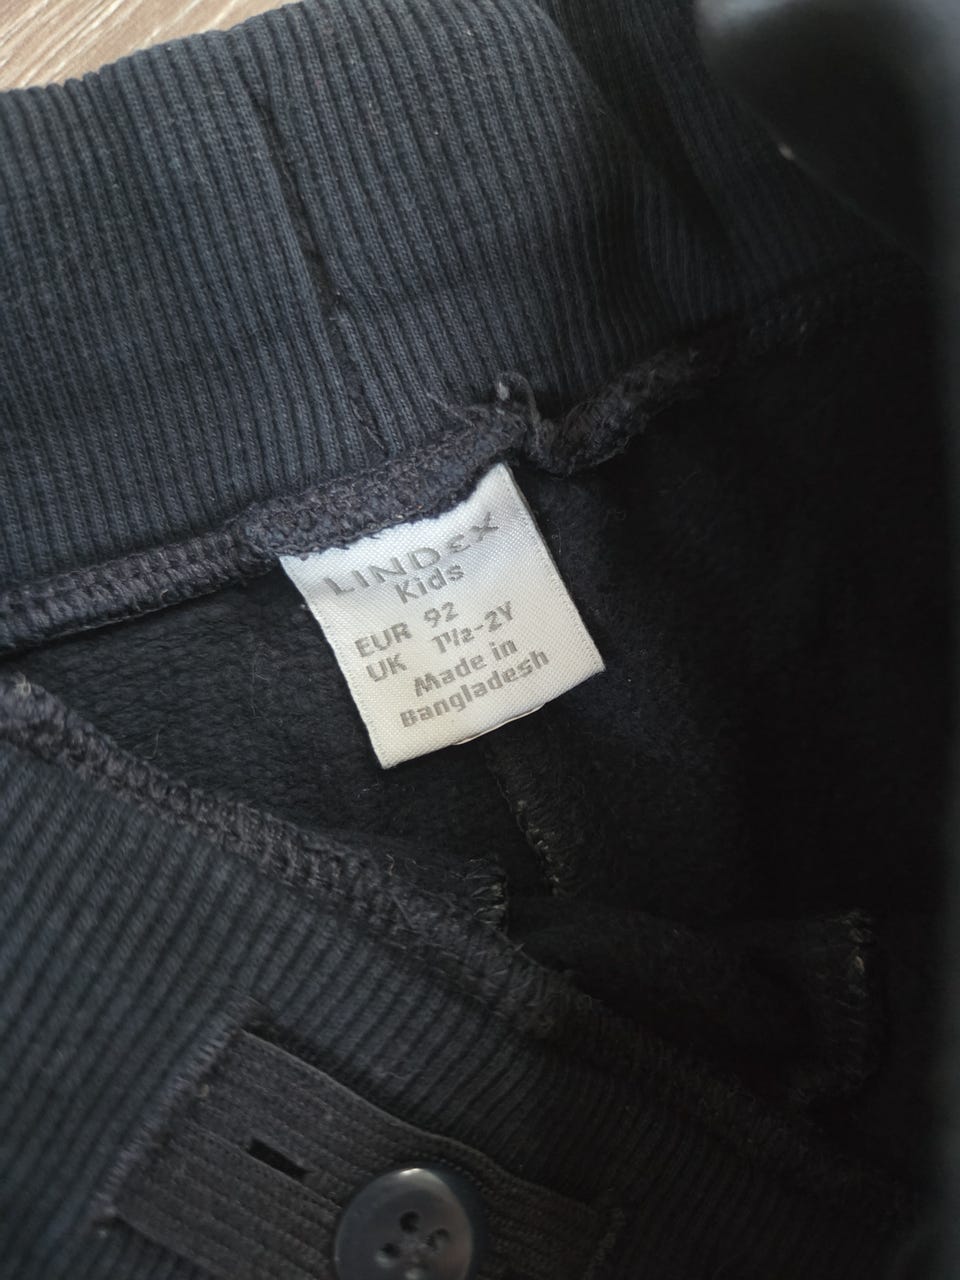 LINDEX
Kids
EUR 92
UK 1½-2Y
Made in
Bangladesh